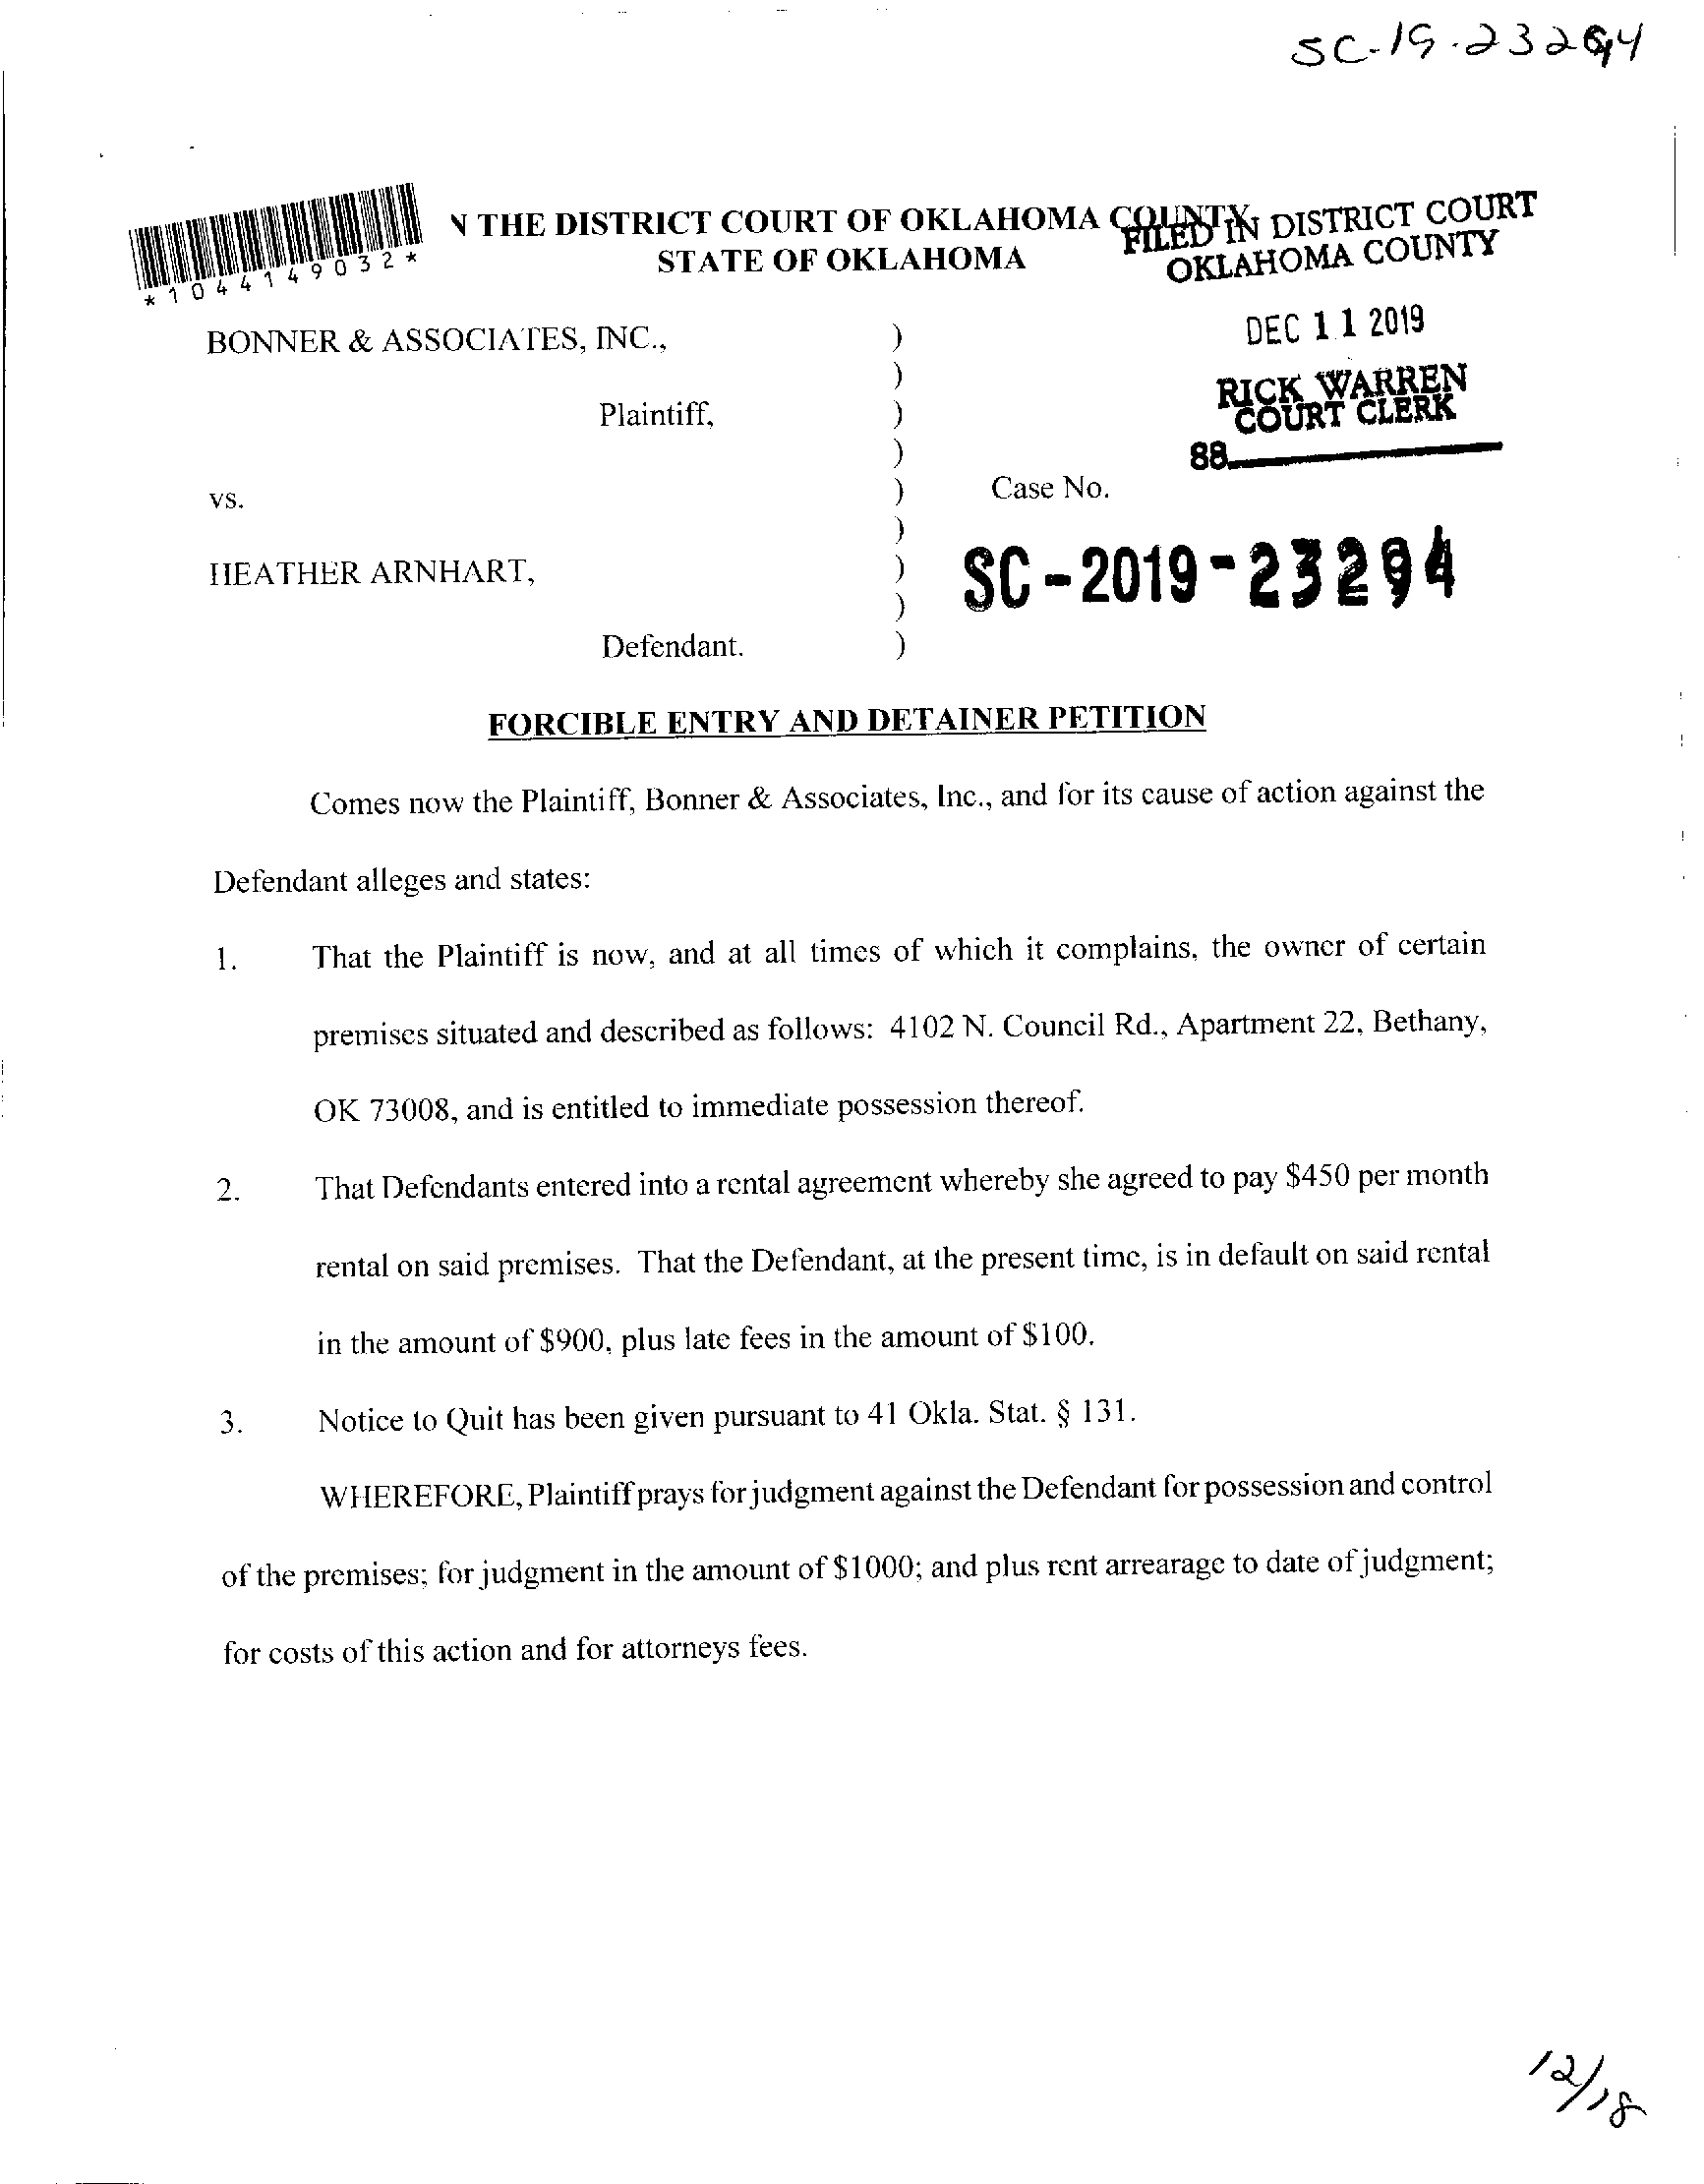 SC-19-23294
N THE DISTRICT COURT OF OKLAHOMA COUNTY,
STATE OF OKLAHOMA
FILED IN DISTRICT COURT
OKLAHOMA COUNTY
*1044149032*
DEC 11 2019
RICK WARREN
COURT CLERK
88
BONNER & ASSOCIATES, INC., )
)
Plaintiff, )
)
vs. ) Case No.
)
HEATHER ARNHART, ) SC-2019-23294
)
Defendant. )
FORCIBLE ENTRY AND DETAINER PETITION
Comes now the Plaintiff, Bonner & Associates, Inc., and for its cause of action against the
Defendant alleges and states:
1. That the Plaintiff is now, and at all times of which it complains, the owner of certain
premises situated and described as follows: 4102 N. Council Rd., Apartment 22, Bethany,
OK 73008, and is entitled to immediate possession thereof.
2. That Defendants entered into a rental agreement whereby she agreed to pay $450 per month
rental on said premises. That the Defendant, at the present time, is in default on said rental
in the amount of $900, plus late fees in the amount of $100.
3. Notice to Quit has been given pursuant to 41 Okla. Stat. § 131.
WHEREFORE, Plaintiff prays for judgment against the Defendant for possession and control
of the premises; for judgment in the amount of $1000; and plus rent arrearage to date of judgment;
for costs of this action and for attorneys fees.
12/18